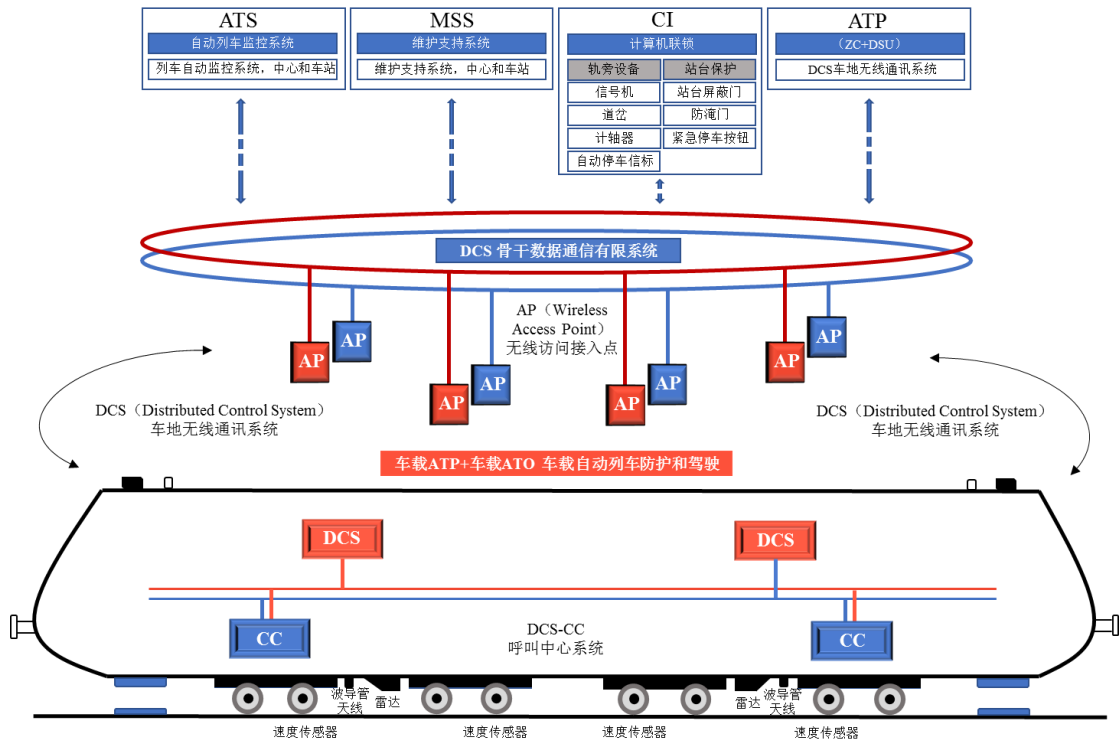 ATS
自动列车监控系统
列车自动监控系统，中心和车站
MSS
维护支持系统
维护支持系统，中心和车站
CI
计算机联锁
轨旁设备
站台保护
信号机
站台屏蔽门
道岔
防淹门
计轴器
紧急停车按钮
自动停车信标
ATP
（ZC+DSU）
DCS车地无线通讯系统
DCS 骨干数据通信有限系统
AP（Wireless
Access Point）
无线访问接入点
AP
AP
AP
AP
AP
AP
AP
AP
DCS（Distributed Control System）
车地无线通讯系统
DCS（Distributed Control System）
车地无线通讯系统
车载ATP+车载ATO 车载自动列车防护和驾驶
DCS
DCS
CC
DCS-CC
呼叫中心系统
CC
波导管
天线
雷达
雷达
波导管
天线
速度传感器
速度传感器
速度传感器
速度传感器